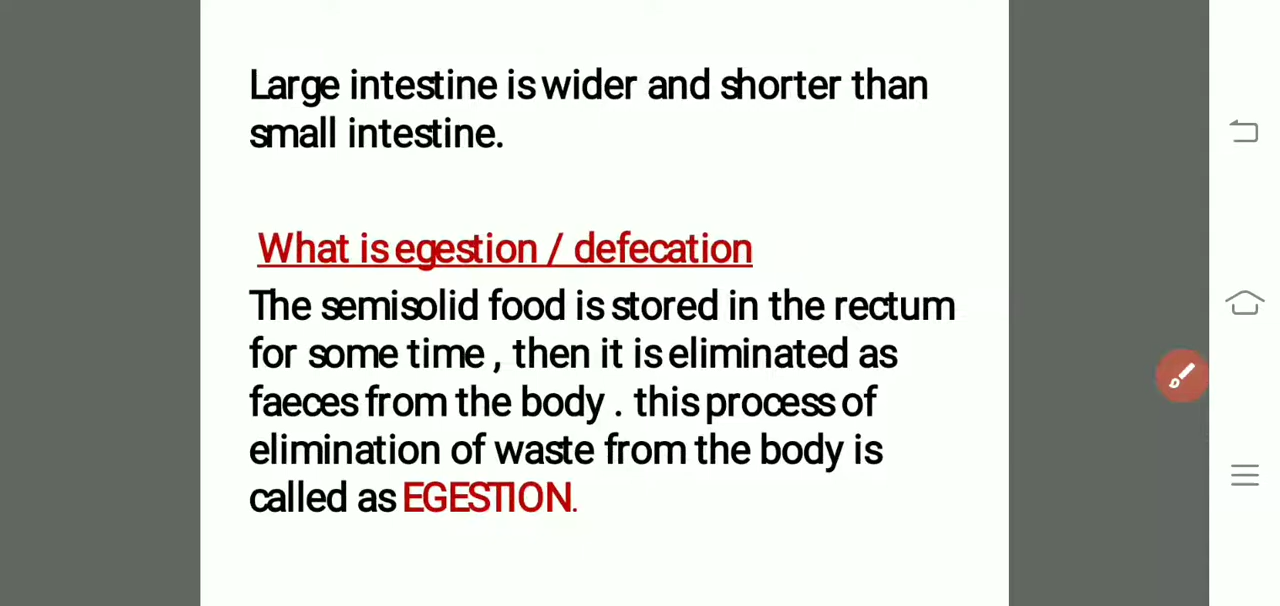 Large intestine is wider and shorter than
small intestine.
What is egestion / defecation
The semisolid food is stored in the rectum
for some time , then it is eliminated as
faeces from the body . this process of
elimination of waste from the body is
called as EGESTION.